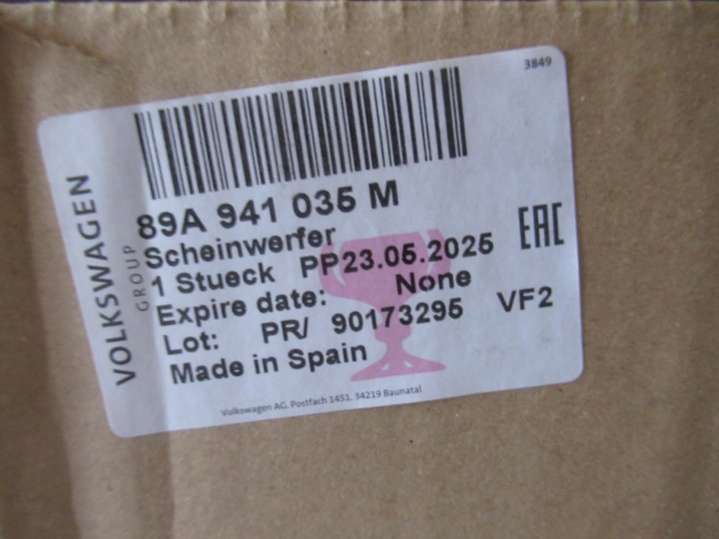 3849
VOLKSWAGEN
GROUP
89A 941 035 M
Scheinwerfer
1 Stueck PP23.05.2025
EAC
Expire date: None
Lot: PR/ 90173295 VF2
Made in Spain
Volkswagen AG, Postfach 1451, 34219 Baunatal